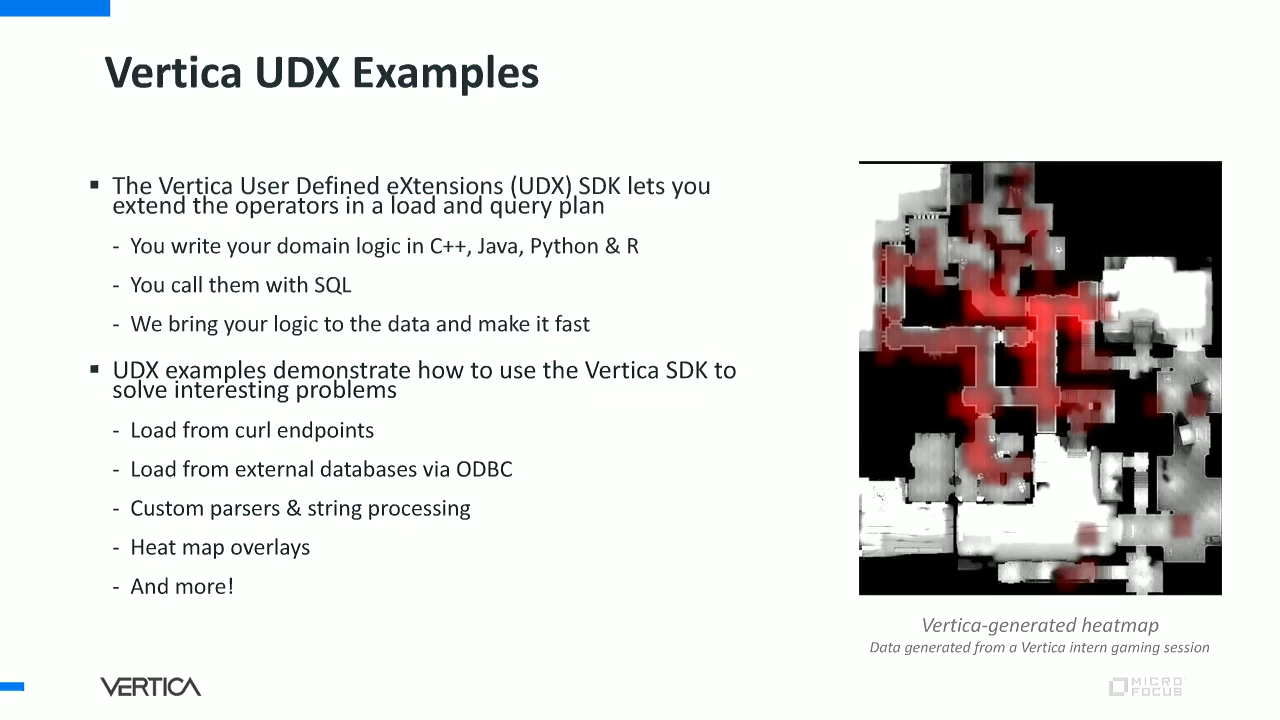 Vertica UDX Examples
▪ The Vertica User Defined eXtensions (UDX) SDK lets you
extend the operators in a load and query plan
- You write your domain logic in C++, Java, Python & R
- You call them with SQL
- We bring your logic to the data and make it fast
▪ UDX examples demonstrate how to use the Vertica SDK to
solve interesting problems
- Load from curl endpoints
- Load from external databases via ODBC
- Custom parsers & string processing
- Heat map overlays
- And more!
Vertica-generated heatmap
Data generated from a Vertica intern gaming session
VERTICA
MICRO
FOCUS